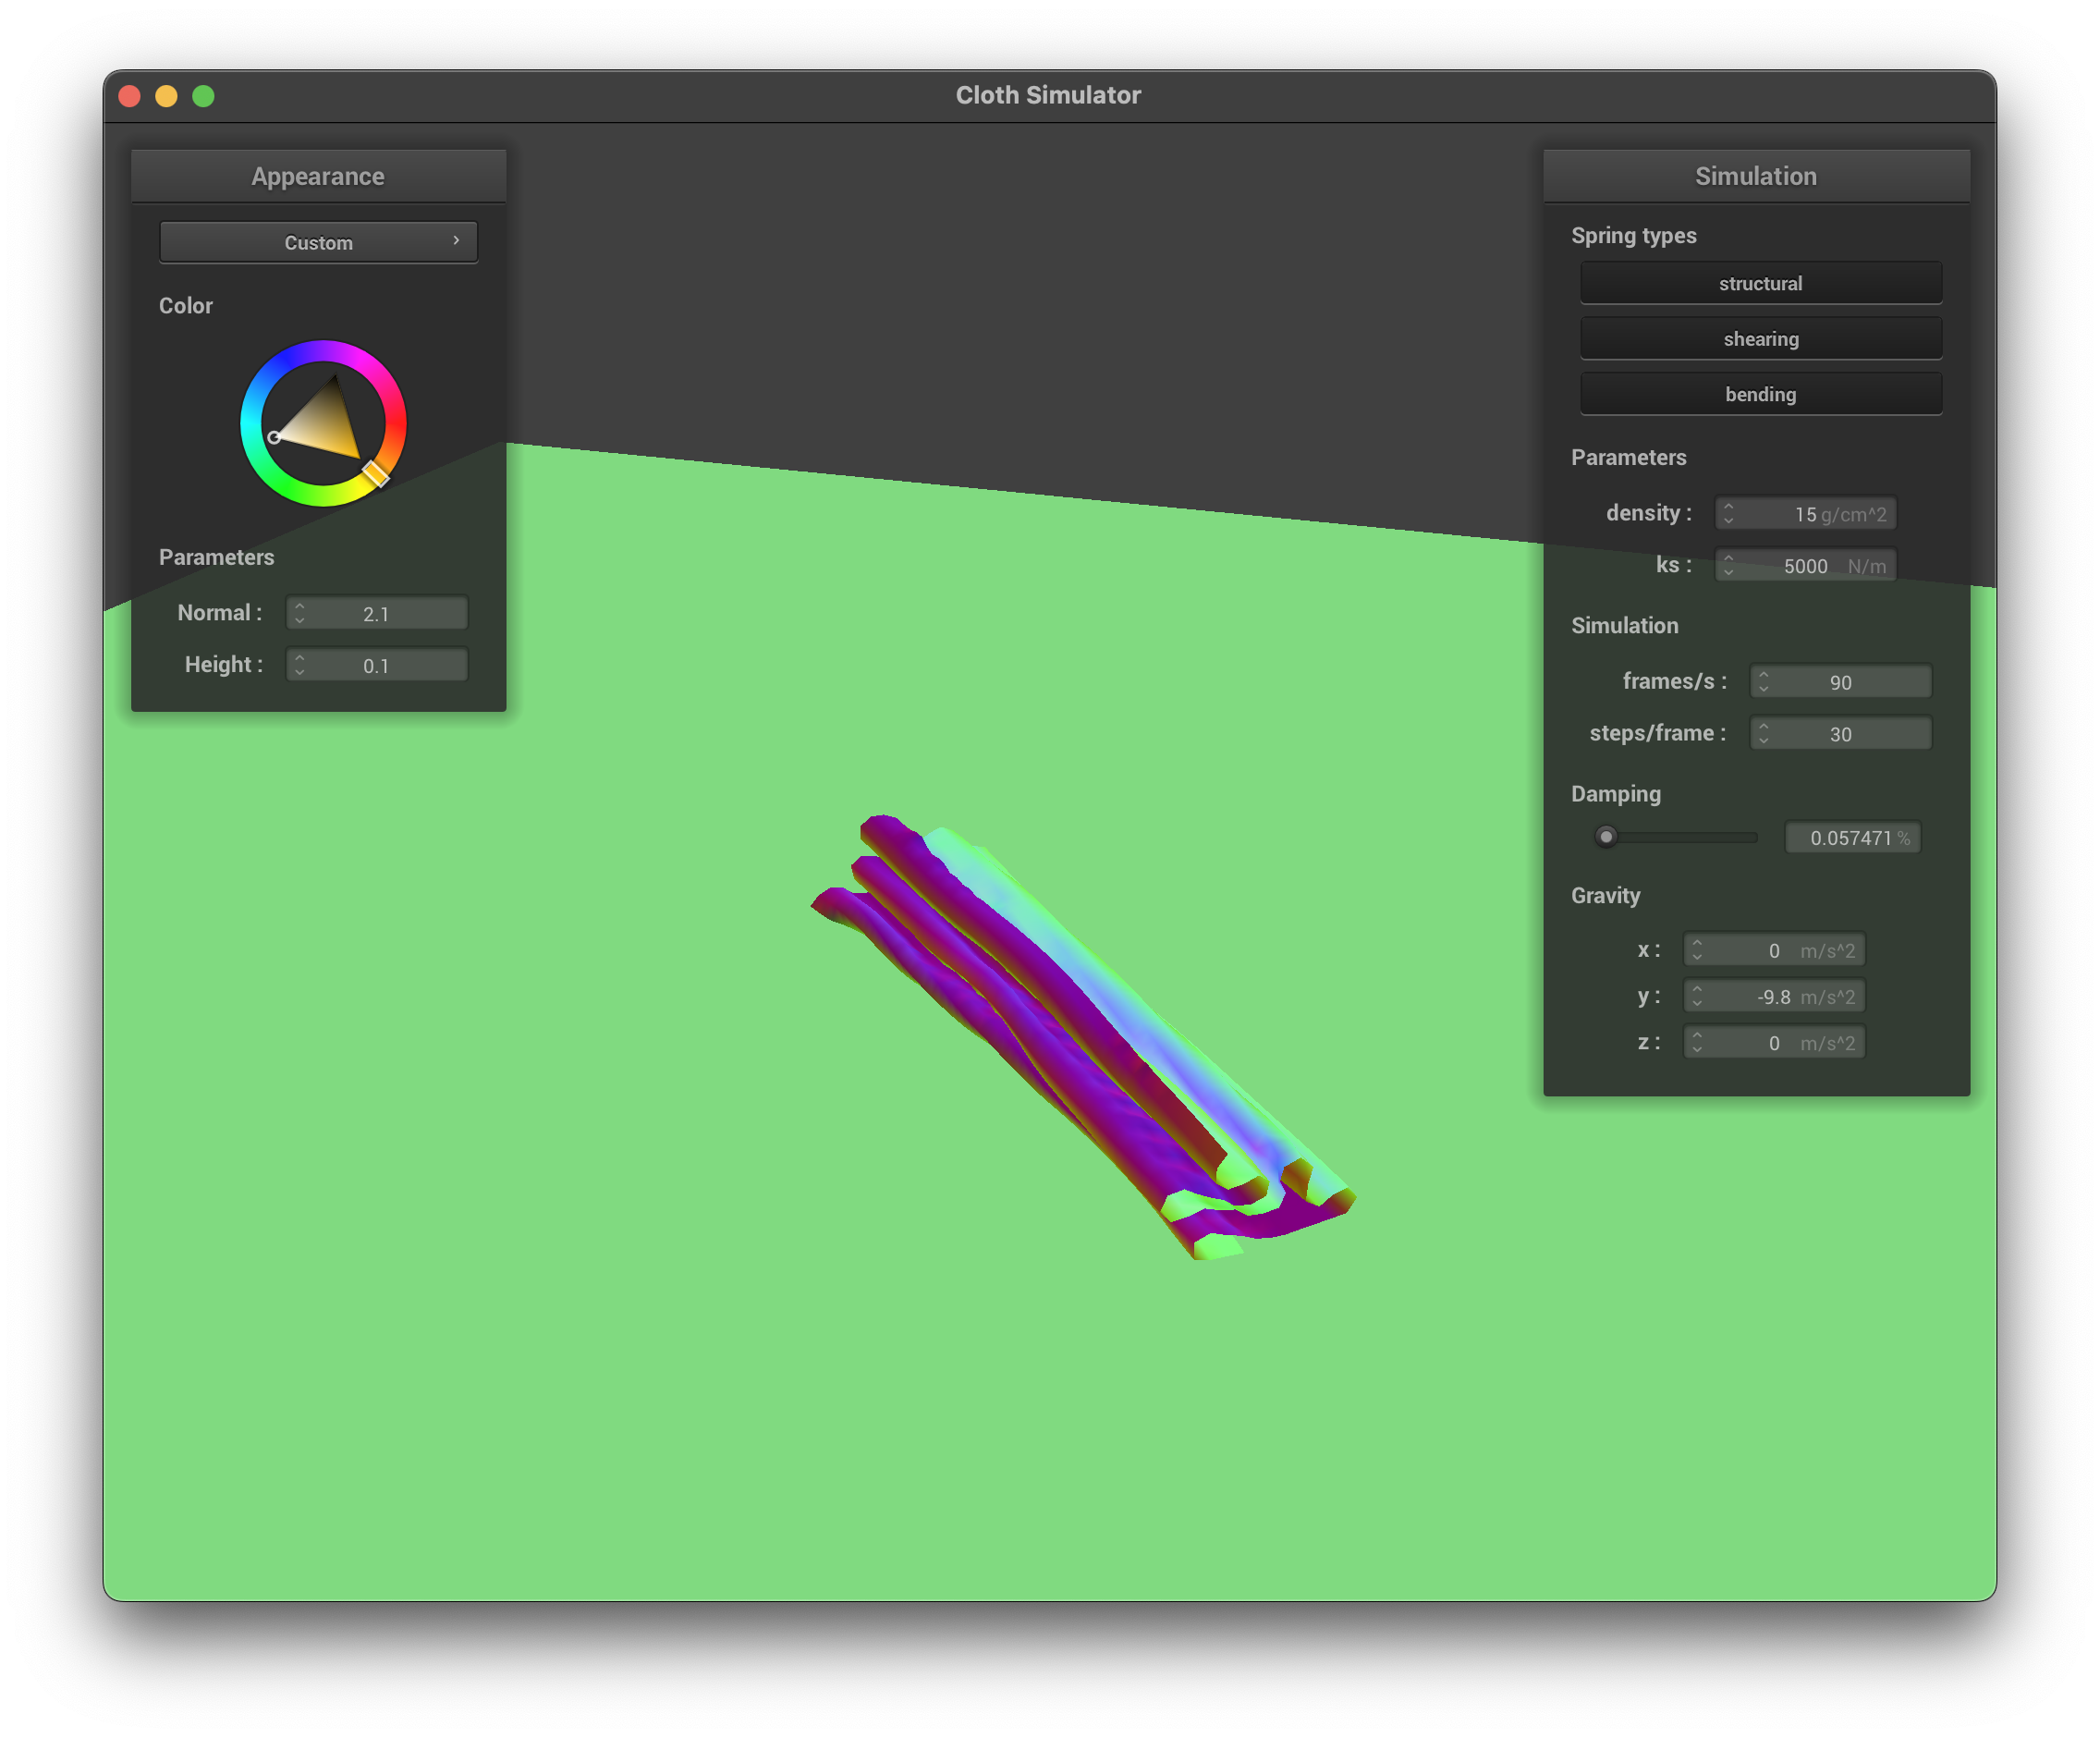 Cloth Simulator
Appearance
Custom
Color
Parameters
Normal : 2.1
Height : 0.1
Simulation
Spring types
structural
shearing
bending
Parameters
density : 15 g/cm^2
ks : 5000 N/m
Simulation
frames/s : 90
steps/frame : 30
Damping
0.057471 %
Gravity
x : 0 m/s^2
y : -9.8 m/s^2
z : 0 m/s^2